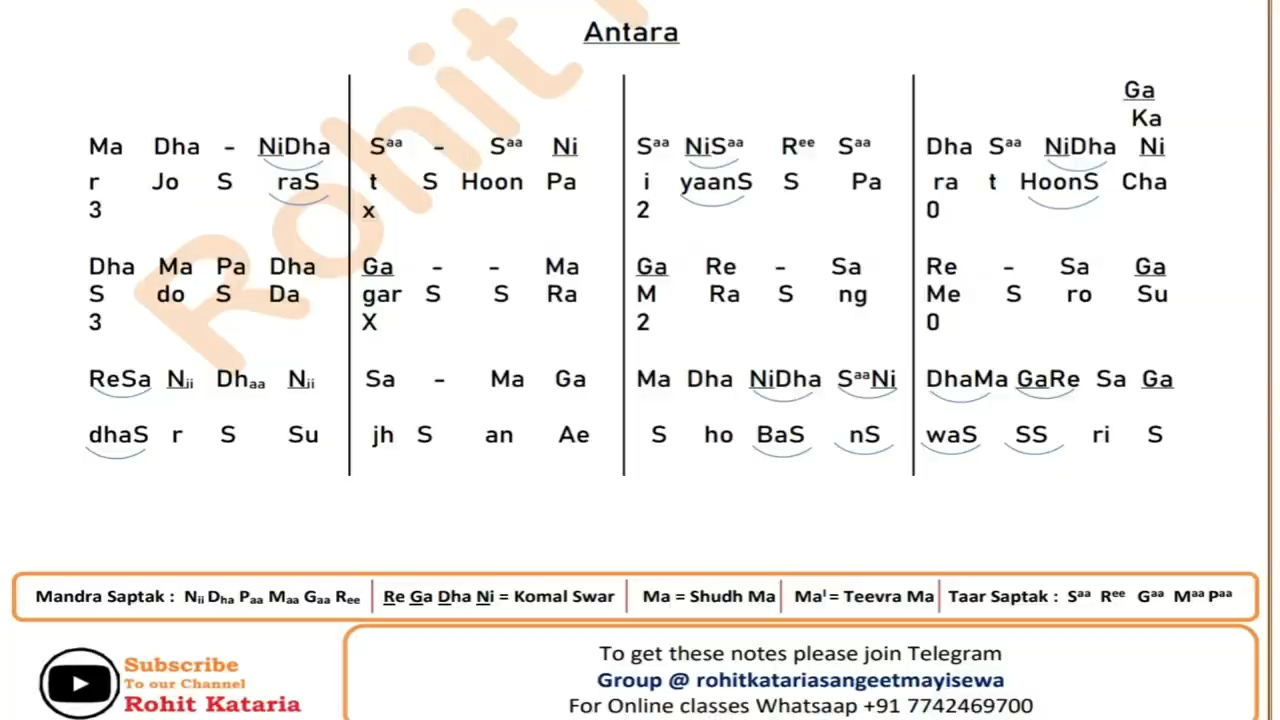 Antara
Ga
Ka
Ma Dha - NiDha Sᵃᵃ - Sᵃᵃ Ni Sᵃᵃ NiSᵃᵃ Rᵉᵉ Sᵃᵃ Dha Sᵃᵃ NiDha Ni
r Jo S raS t S Hoon Pa i yaanS S Pa ra t HoonS Cha
3 x 2 0
Dha Ma Pa Dha Ga - - Ma Ga Re - Sa Re - Sa Ga
S do S Da gar S S Ra M Ra S ng Me S ro Su
3 X 2 0
ReSa Nᵢᵢ Dhₐₐ Nᵢᵢ Sa - Ma Ga Ma Dha NiDha SᵃᵃNi DhaMa GaRe Sa Ga
dhaS r S Su jh S an Ae S ho BaS nS waS SS ri S
Mandra Saptak : Nᵢᵢ Dₕₐ Pₐₐ Mₐₐ Gₐₐ Rₑₑ Re Ga Dha Ni = Komal Swar Ma = Shudh Ma Maˡ = Teevra Ma Taar Saptak : Sᵃᵃ Rᵉᵉ Gᵃᵃ Mᵃᵃ Pᵃᵃ
Subscribe
To our Channel
Rohit Kataria
To get these notes please join Telegram
Group @ rohitkatariasangeetmayisewa
For Online classes Whatsaap +91 7742469700
Rohit